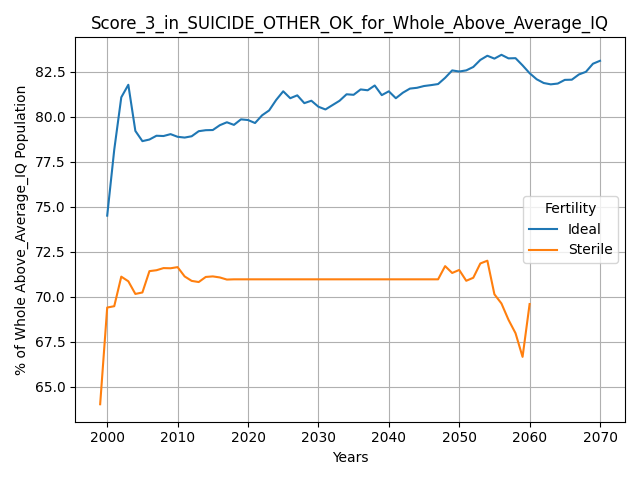 Score_3_in_SUICIDE_OTHER_OK_for_Whole_Above_Average_IQ
% of Whole Above_Average_IQ Population
82.5
80.0
77.5
75.0
72.5
70.0
67.5
65.0
Fertility
Ideal
Sterile
2000 2010 2020 2030 2040 2050 2060 2070
Years